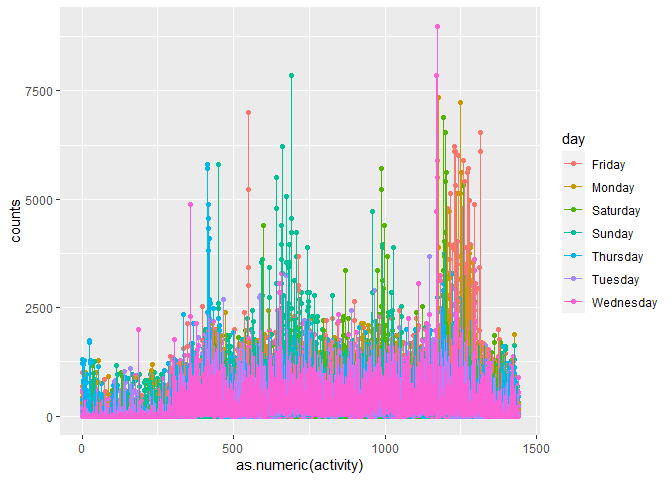 7500
5000
2500
0
counts
0
500
1000
1500
as.numeric(activity)
day
Friday
Monday
Saturday
Sunday
Thursday
Tuesday
Wednesday